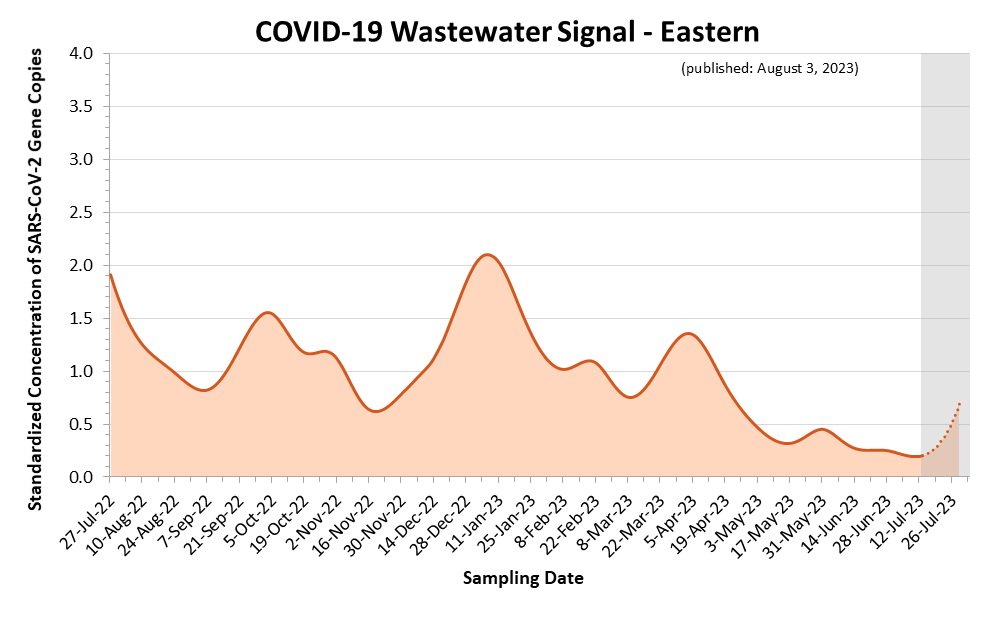 COVID-19 Wastewater Signal - Eastern
(published: August 3, 2023)
Standardized Concentration of SARS-CoV-2 Gene Copies
4.0
3.5
3.0
2.5
2.0
1.5
1.0
0.5
0.0
27-Jul-22
10-Aug-22
24-Aug-22
7-Sep-22
21-Sep-22
5-Oct-22
19-Oct-22
2-Nov-22
16-Nov-22
30-Nov-22
14-Dec-22
28-Dec-22
11-Jan-23
25-Jan-23
8-Feb-23
22-Feb-23
8-Mar-23
22-Mar-23
5-Apr-23
19-Apr-23
3-May-23
17-May-23
31-May-23
14-Jun-23
28-Jun-23
12-Jul-23
26-Jul-23
Sampling Date